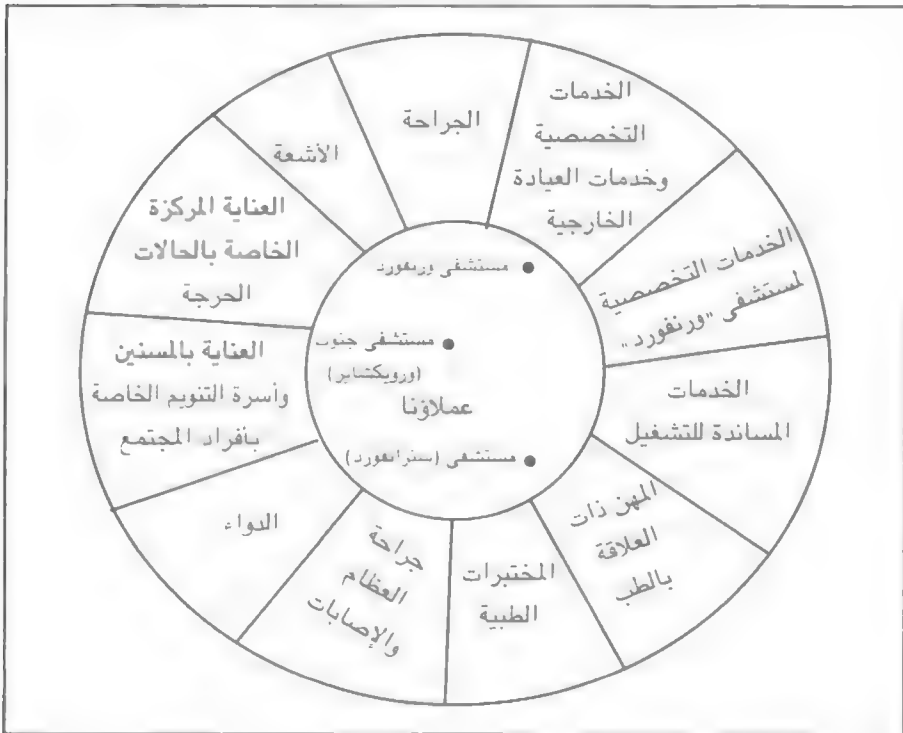 الجراحة
الخدمات
التخصصية
وخدمات العيادة
الخارجية
الخدمات التخصصية
لمستشفى «ورنفورد»
الخدمات
المساندة للتشغيل
المهن ذات
العلاقة
بالطب
المختبرات
الطبية
جراحة
العظام
والإصابات
الدواء
العناية بالمسنين
وأسرة التنويم الخاصة
بأفراد المجتمع
العناية المركزة
الخاصة بالحالات
الحرجة
الأشعة
مستشفى ورنفورد
مستشفى جنوب
(ورويكشاير)
عملاؤنا
مستشفى (ستراتفورد)